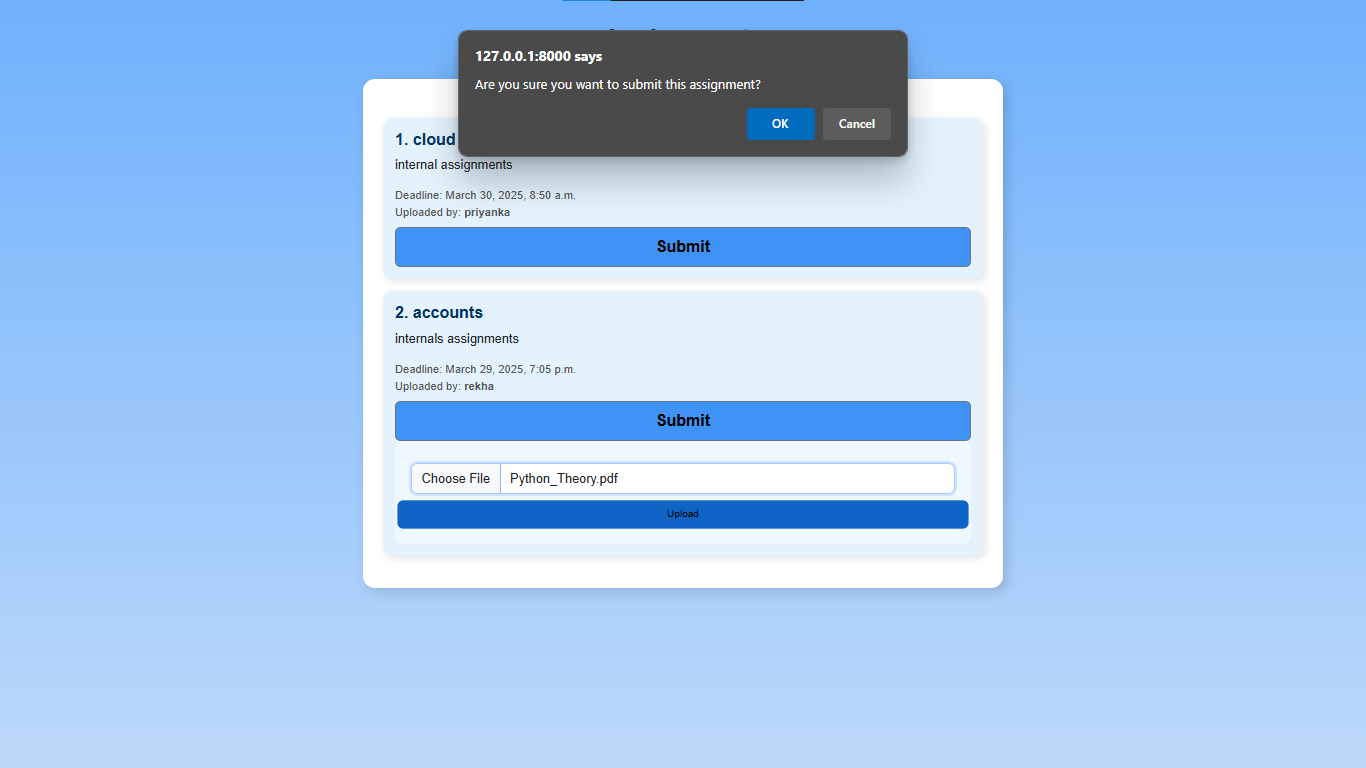 127.0.0.1:8000 says
Are you sure you want to submit this assignment?
OK Cancel
1. cloud
internal assignments
Deadline: March 30, 2025, 8:50 a.m.
Uploaded by: priyanka
Submit
2. accounts
internals assignments
Deadline: March 29, 2025, 7:05 p.m.
Uploaded by: rekha
Submit
Choose File Python_Theory.pdf
Upload